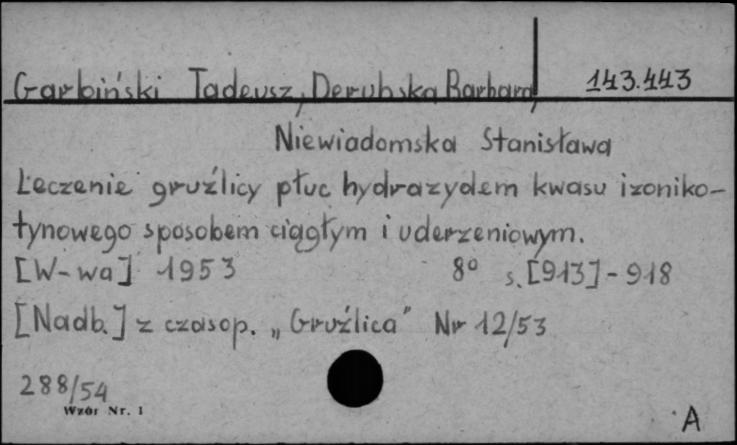 Garbiński Tadeusz, Derubska Barbara, 143.443
Niewiadomska Stanisława
Leczenie gruźlicy płuc hydrazydem kwasu izoniko-
tynowego sposobem ciągłym i uderzeniowym.
[W-wa] 1953 8° s. [913]-918
[Nadb.] z czasop. „Gruźlica" Nr 12/53
288/54
Wzór Nr. 1
A